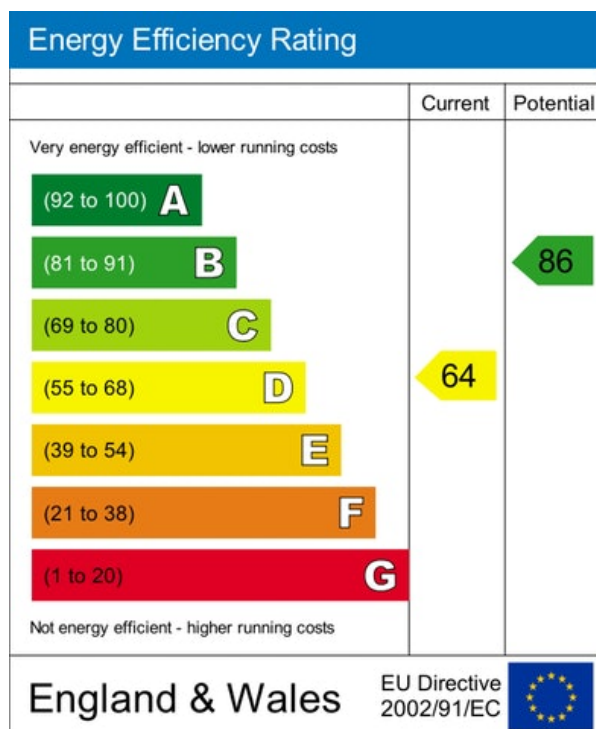 Energy Efficiency Rating
Current Potential
Very energy efficient - lower running costs
(92 to 100) A
(81 to 91) B
86
(69 to 80) C
(55 to 68) D
64
(39 to 54) E
(21 to 38) F
(1 to 20) G
Not energy efficient - higher running costs
England & Wales
EU Directive
2002/91/EC